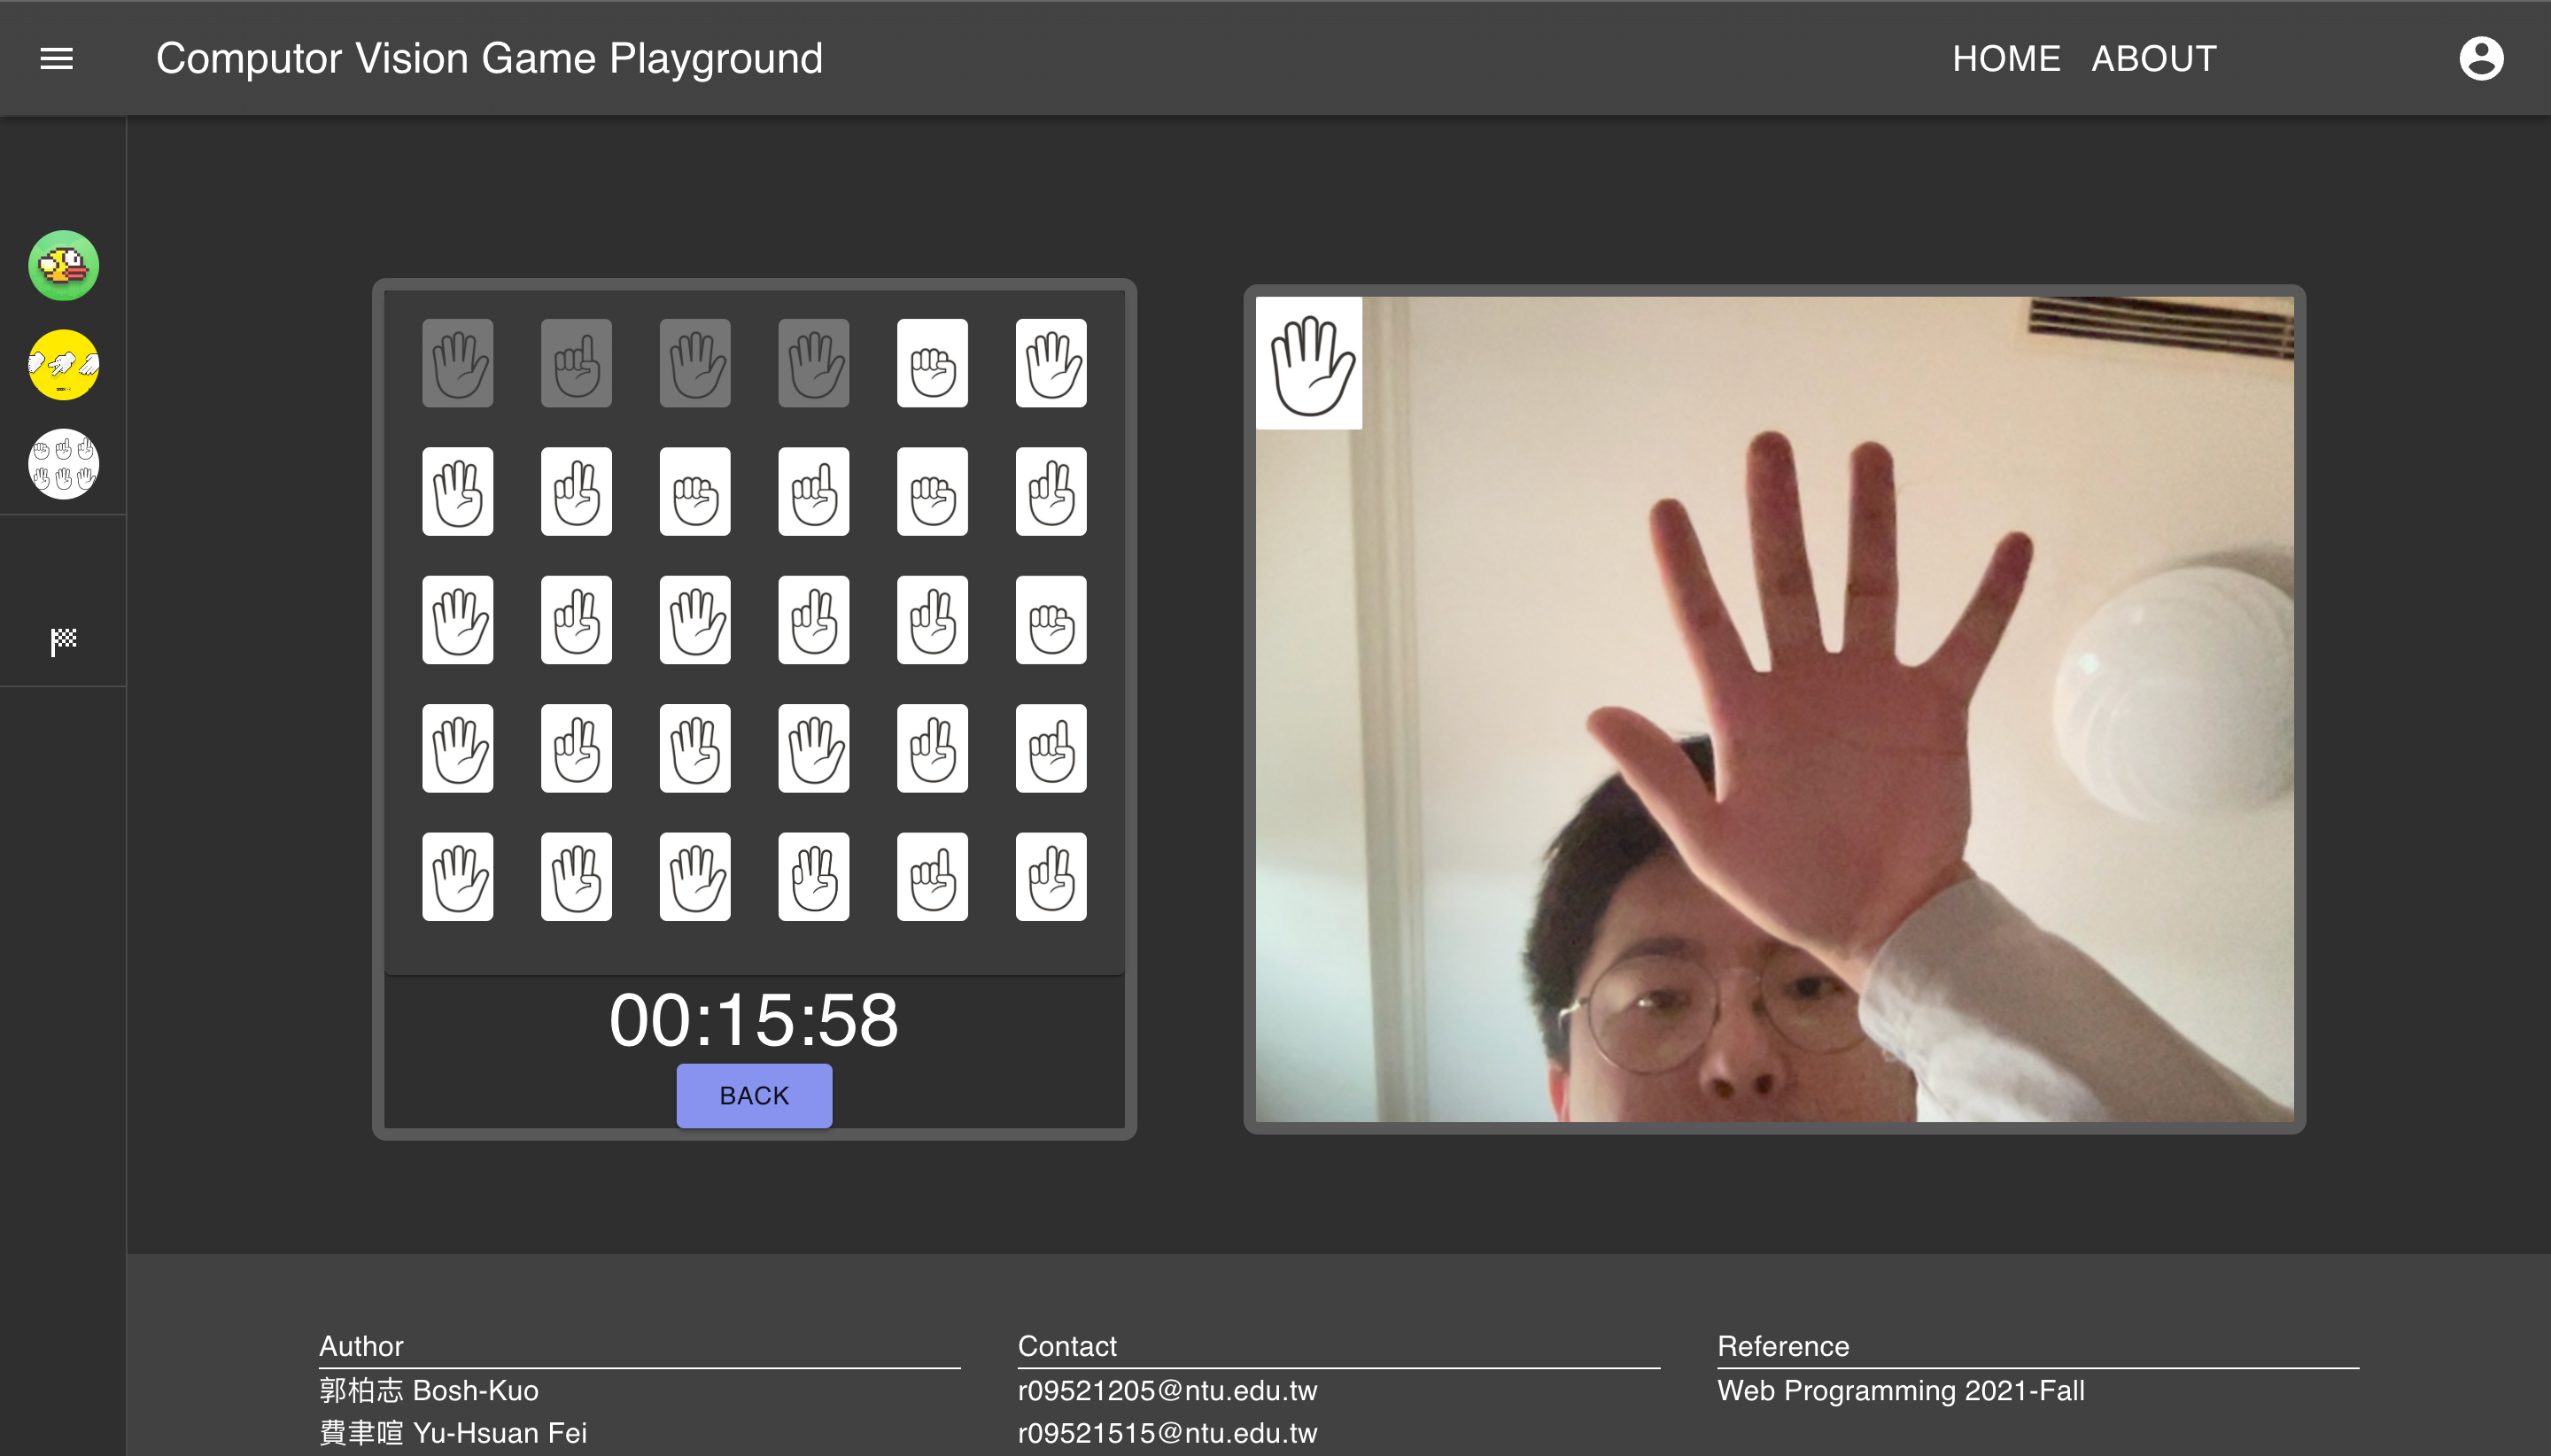 Computor Vision Game Playground
HOME ABOUT
00:15:58
BACK
Author
郭柏志 Bosh-Kuo
費聿暄 Yu-Hsuan Fei
Contact
r09521205@ntu.edu.tw
r09521515@ntu.edu.tw
Reference
Web Programming 2021-Fall